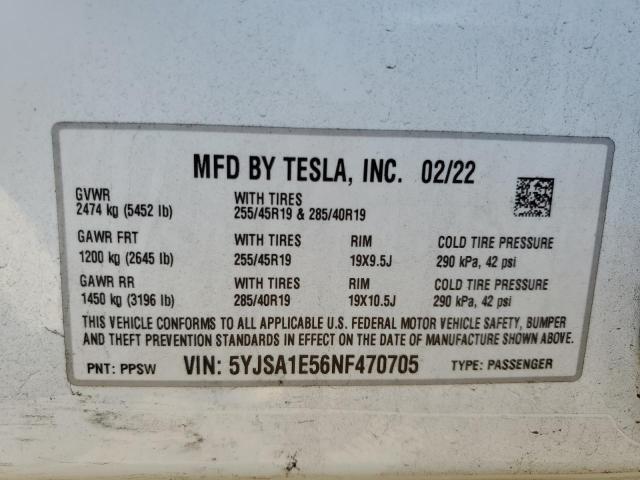 MFD BY TESLA, INC. 02/22
GVWR WITH TIRES
2474 kg (5452 lb) 255/45R19 & 285/40R19
GAWR FRT WITH TIRES RIM COLD TIRE PRESSURE
1200 kg (2645 lb) 255/45R19 19X9.5J 290 kPa, 42 psi
GAWR RR WITH TIRES RIM COLD TIRE PRESSURE
1450 kg (3196 lb) 285/40R19 19X10.5J 290 kPa, 42 psi
THIS VEHICLE CONFORMS TO ALL APPLICABLE U.S. FEDERAL MOTOR VEHICLE SAFETY, BUMPER
AND THEFT PREVENTION STANDARDS IN EFFECT ON THE DATE OF MANUFACTURE SHOWN ABOVE.
PNT: PPSW VIN: 5YJSA1E56NF470705 TYPE: PASSENGER